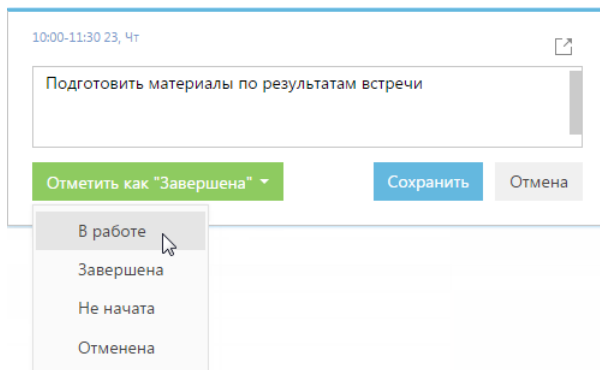 10:00-11:30 23, Чт
Подготовить материалы по результатам встречи
Отметить как "Завершена"
Сохранить
Отмена
В работе
Завершена
Не начата
Отменена